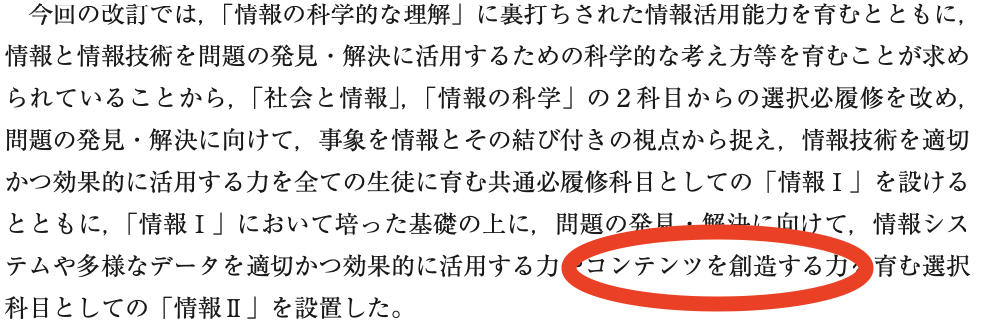 今回の改訂では，「情報の科学的な理解」に裏打ちされた情報活用能力を育むとともに，
情報と情報技術を問題の発見・解決に活用するための科学的な考え方等を育むことが求め
られていることから，「社会と情報」，「情報の科学」の２科目からの選択必履修を改め，
問題の発見・解決に向けて，事象を情報とその結び付きの視点から捉え，情報技術を適切
かつ効果的に活用する力を全ての生徒に育む共通必履修科目としての「情報Ⅰ」を設ける
とともに，「情報Ⅰ」において培った基礎の上に，問題の発見・解決に向けて，情報シス
テムや多様なデータを適切かつ効果的に活用する力やコンテンツを創造する力を育む選択
科目としての「情報Ⅱ」を設置した。